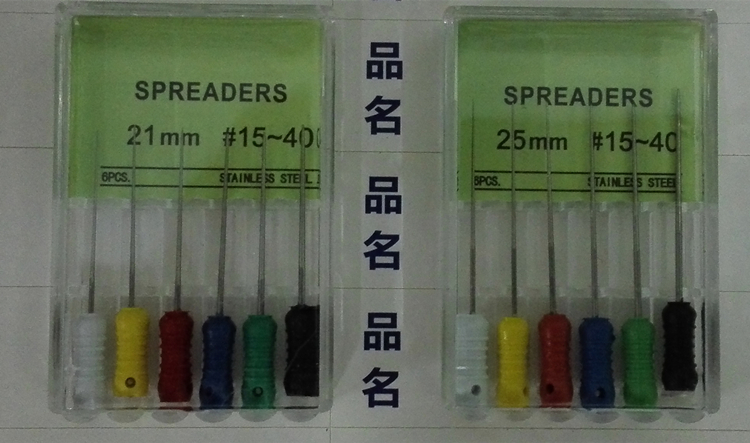 SPREADERS
21mm #15~40
6PCS. STAINLESS STEEL
品名
品名
品名
SPREADERS
25mm #15~40
6PCS. STAINLESS STEEL